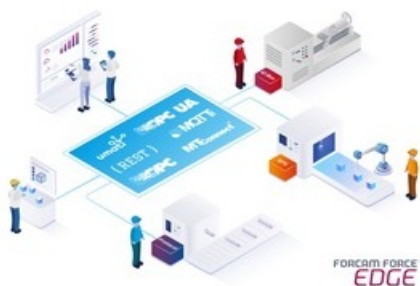 OPC UA
umati
MQTT
{REST}
MTConnect
OPC
FORCAM FORCE
EDGE